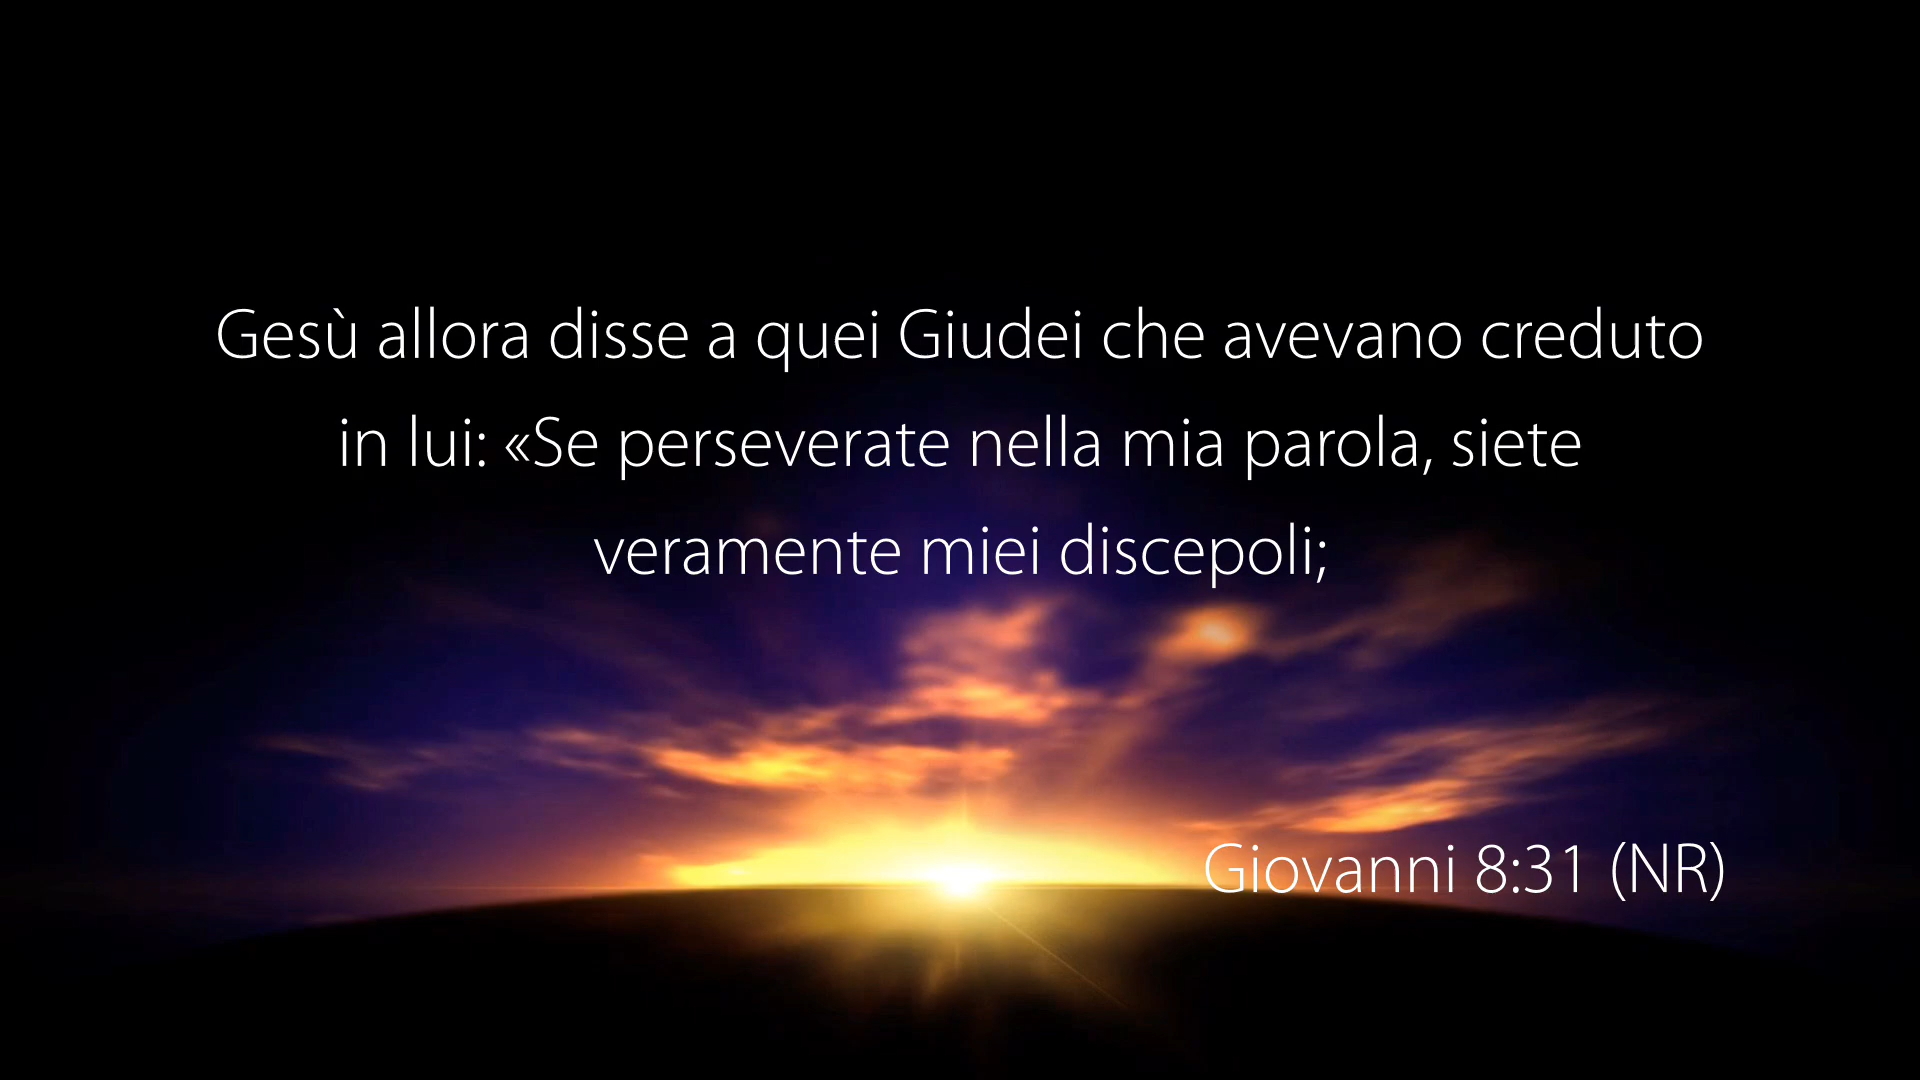 Gesù allora disse a quei Giudei che avevano creduto
in lui: «Se perseverate nella mia parola, siete
veramente miei discepoli;
Giovanni 8:31 (NR)